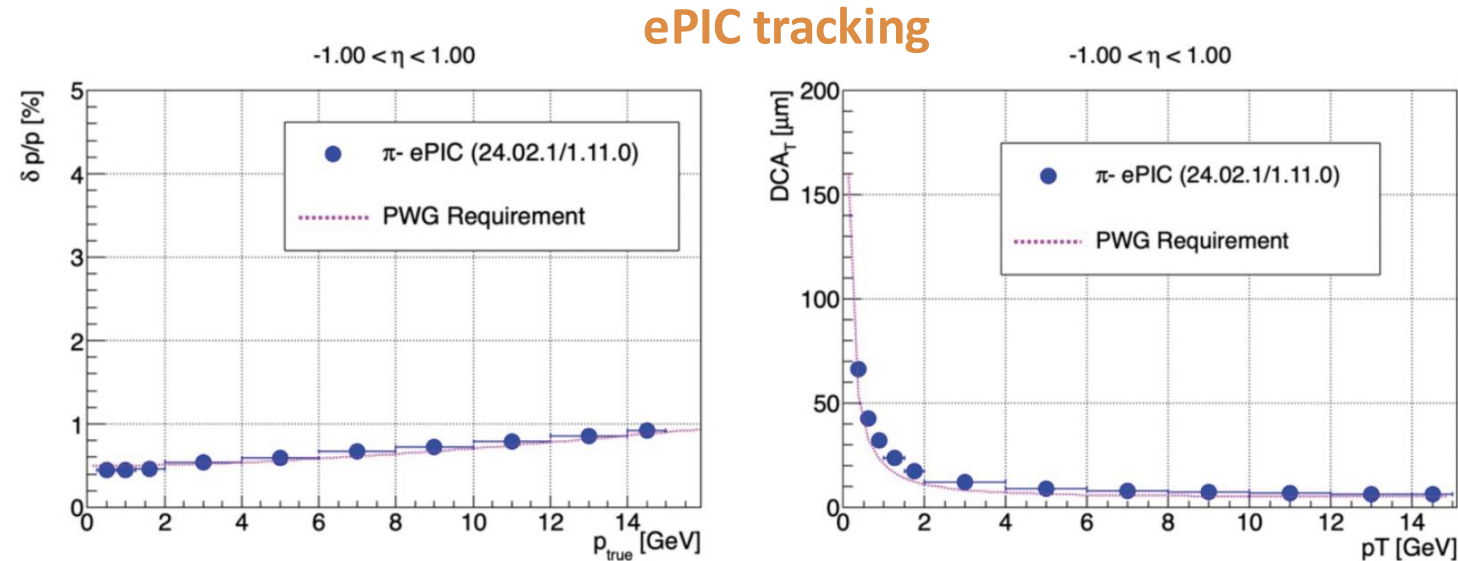 ePIC tracking
-1.00 < η < 1.00
δ p/p [%]
5
4
3
2
1
0
π- ePIC (24.02.1/1.11.0)
PWG Requirement
0 2 4 6 8 10 12 14
p_true [GeV]
-1.00 < η < 1.00
DCA_T [μm]
200
150
100
50
0
π- ePIC (24.02.1/1.11.0)
PWG Requirement
0 2 4 6 8 10 12 14
pT [GeV]